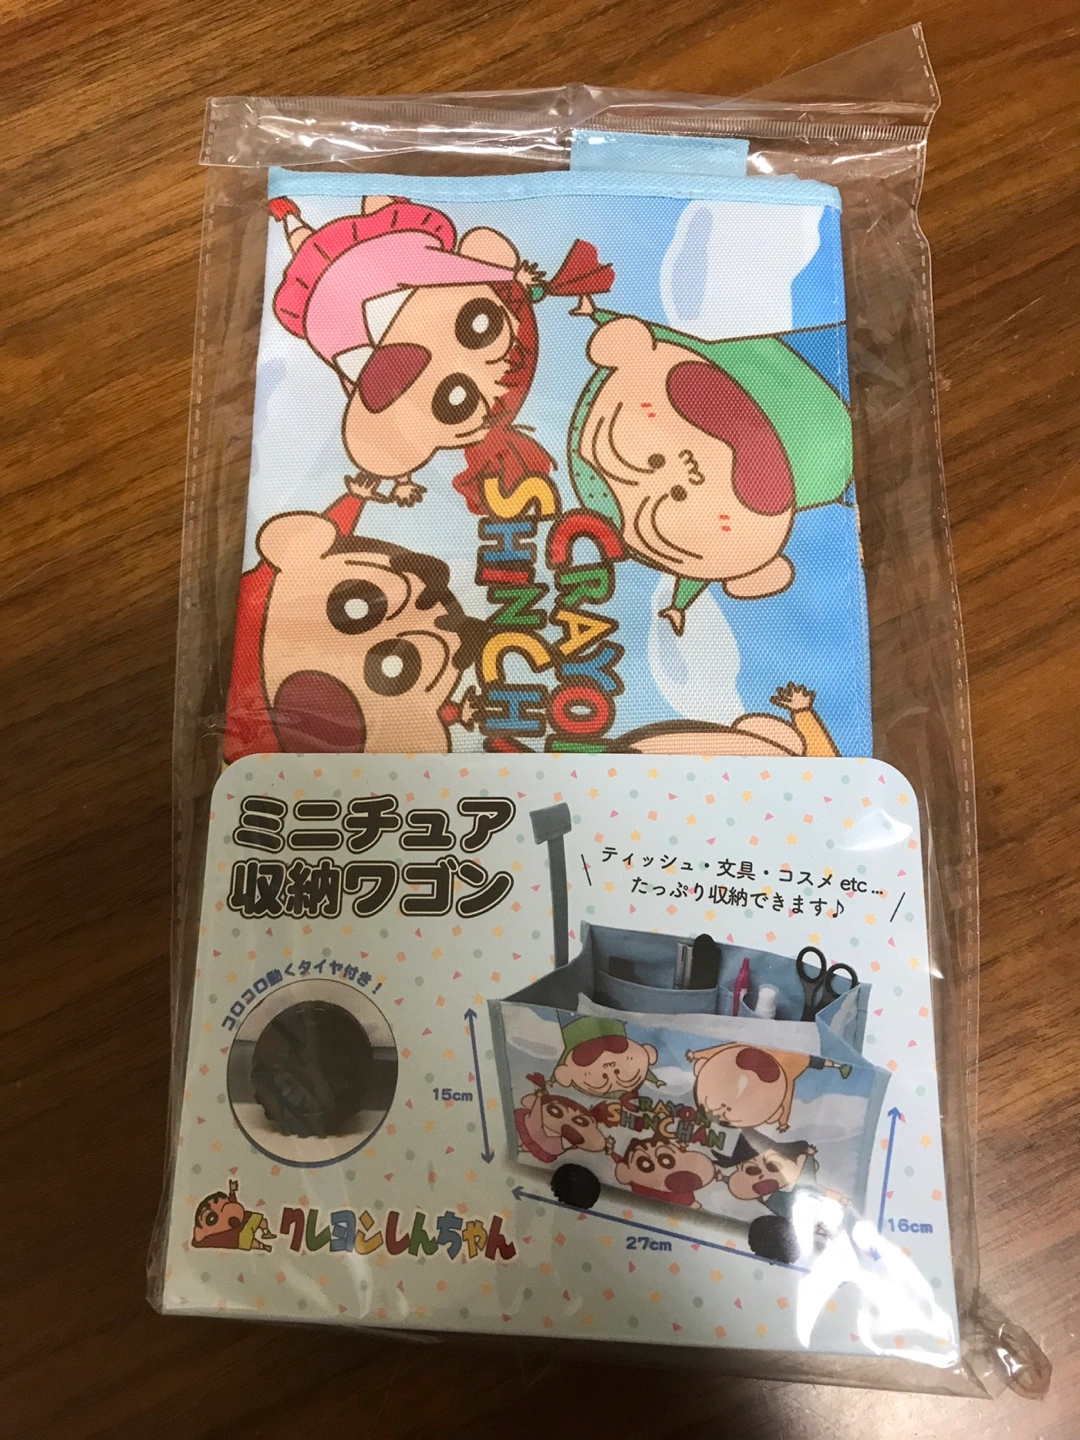 CRAYON
SHINCHAN
ミニチュア
収納ワゴン
ティッシュ・文具・コスメ etc...
たっぷり収納できます♪
コロコロ動くタイヤ付き!
15cm
CRAYON
SHINCHAN
16cm
27cm
クレヨンしんちゃん